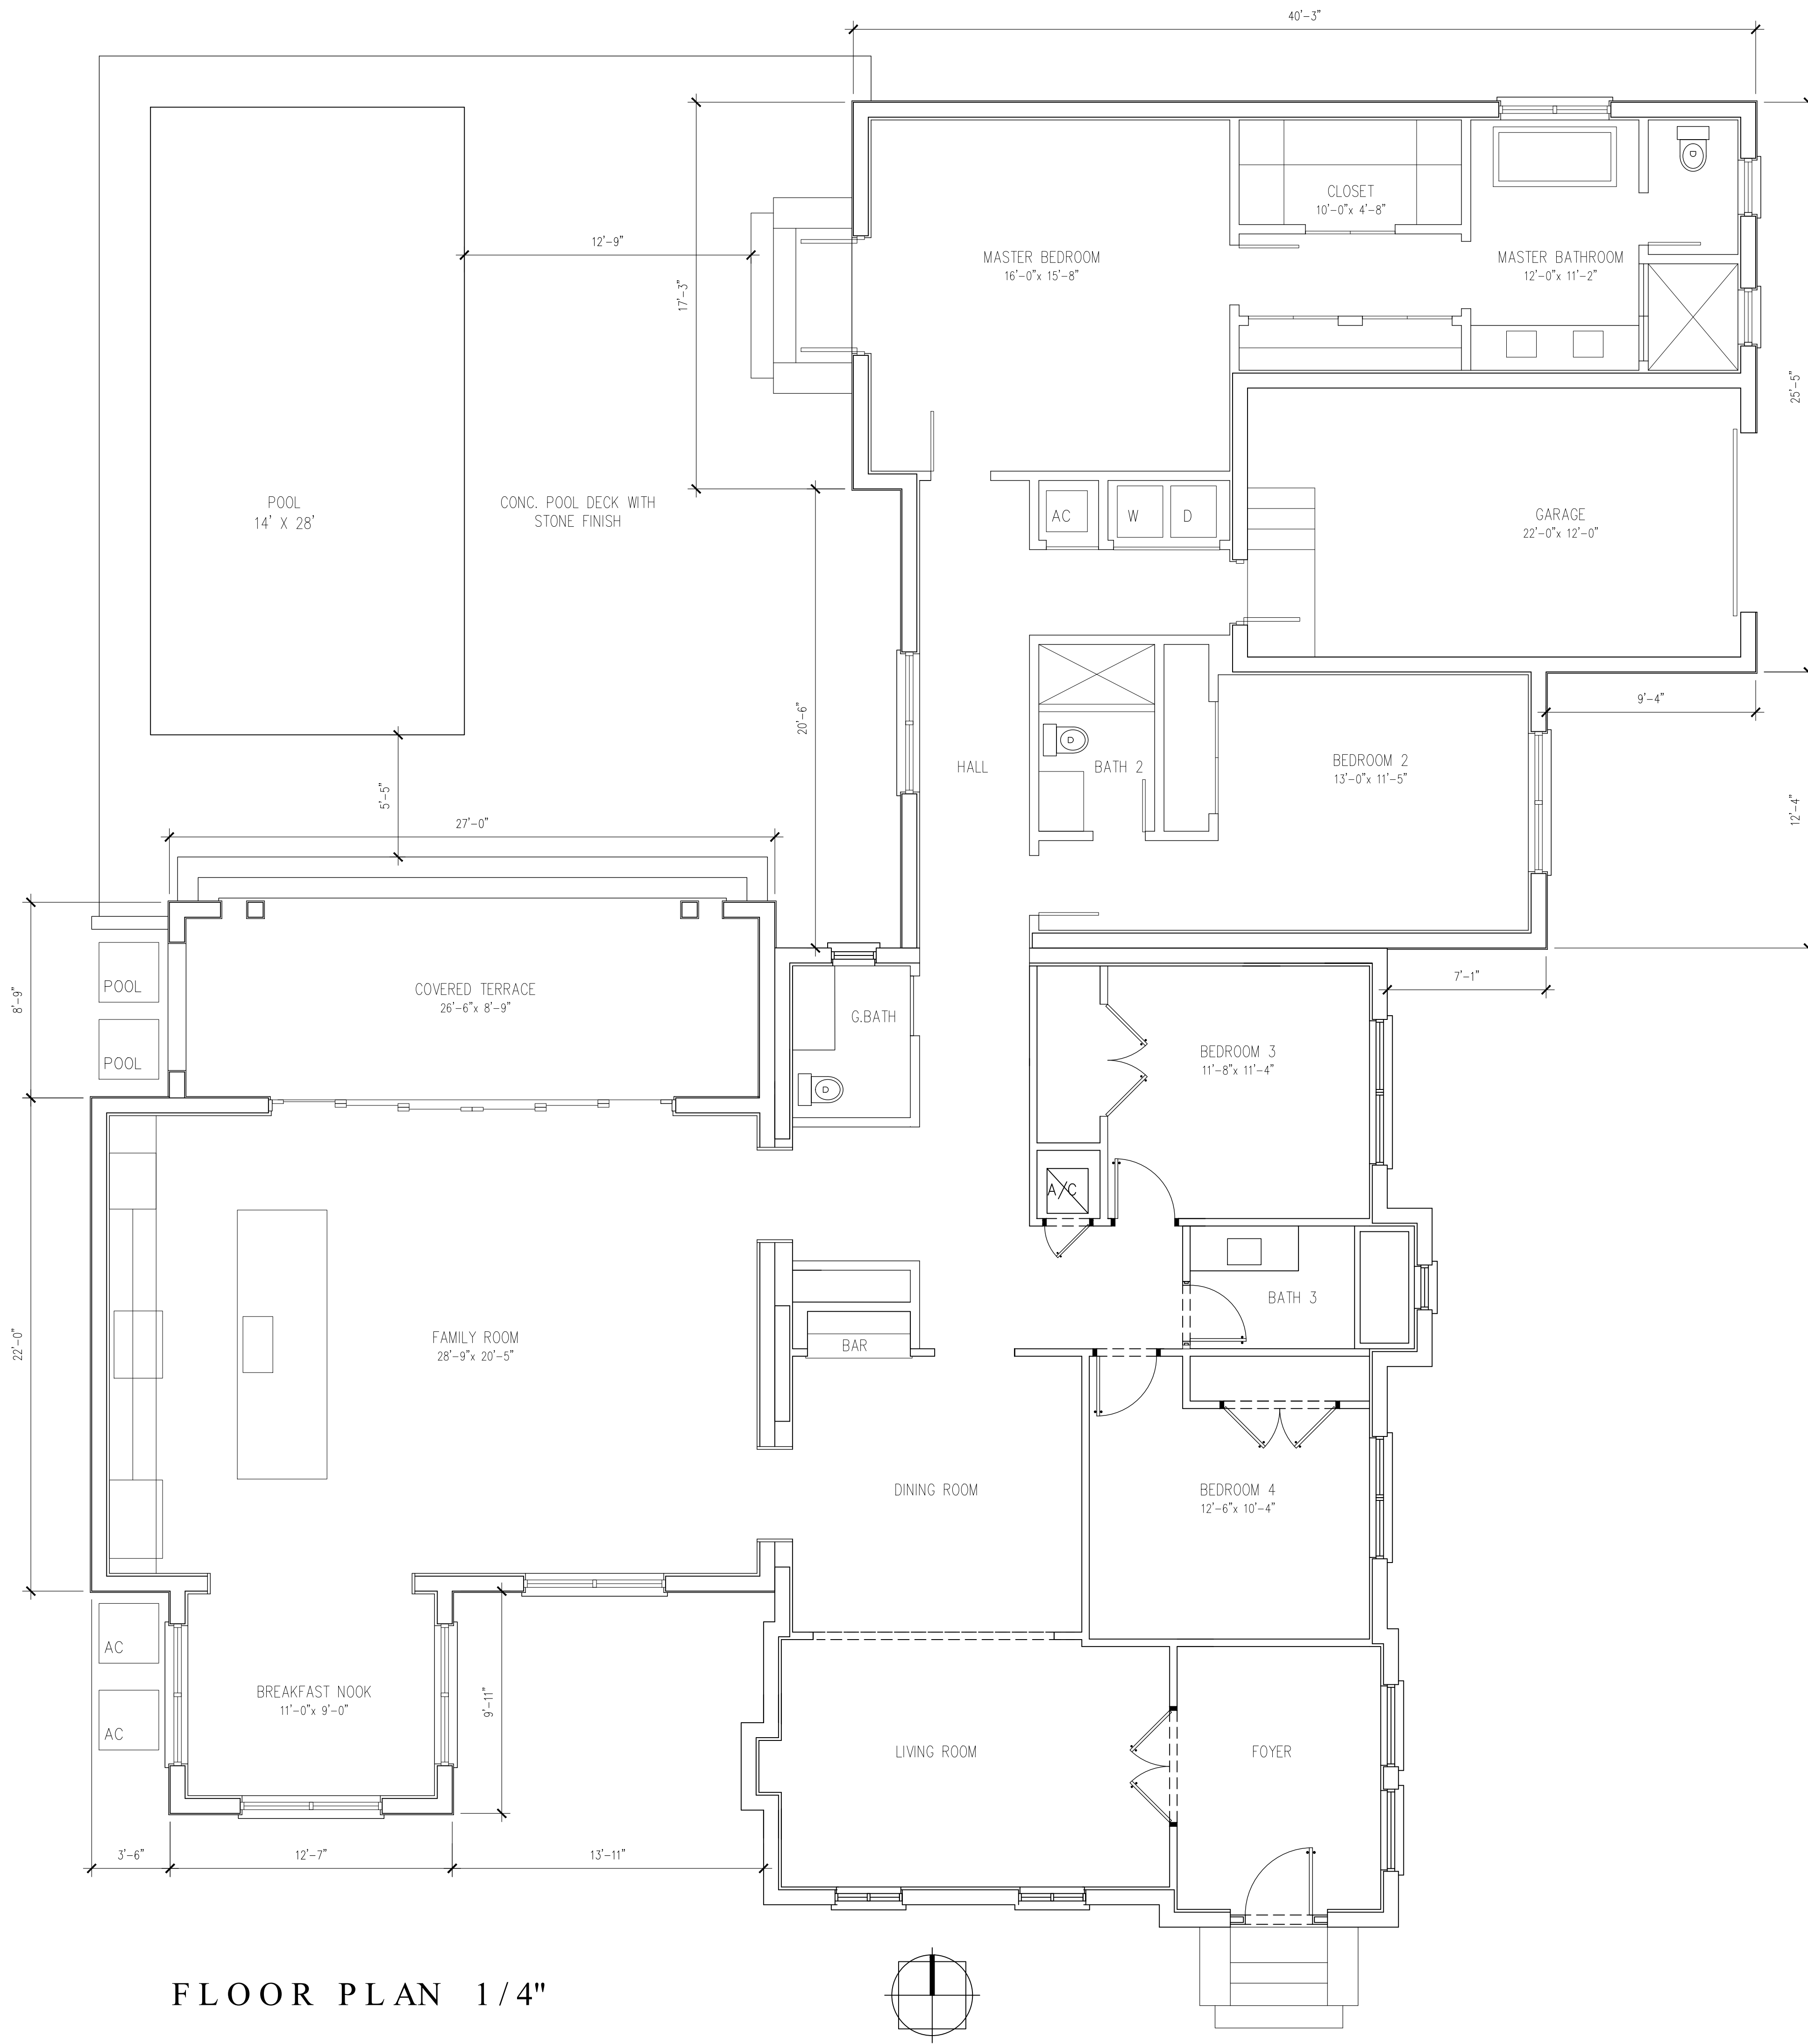 40'-3"
CLOSET
10'-0"x 4'-8"
12'-9"
MASTER BEDROOM
16'-0"x 15'-8"
MASTER BATHROOM
12'-0"x 11'-2"
17'-3"
25'-5"
POOL
14' X 28'
CONC. POOL DECK WITH
STONE FINISH
AC
W
D
GARAGE
22'-0"x 12'-0"
9'-4"
20'-6"
HALL
BATH 2
BEDROOM 2
13'-0"x 11'-5"
5'-5"
12'-4"
27'-0"
8'-9"
POOL
POOL
COVERED TERRACE
26'-6"x 8'-9"
G.BATH
7'-1"
BEDROOM 3
11'-8"x 11'-4"
A/C
BATH 3
22'-0"
FAMILY ROOM
28'-9"x 20'-5"
BAR
DINING ROOM
BEDROOM 4
12'-6"x 10'-4"
AC
AC
BREAKFAST NOOK
11'-0"x 9'-0"
9'-11"
LIVING ROOM
FOYER
3'-6"
12'-7"
13'-11"
FLOOR PLAN 1/4"